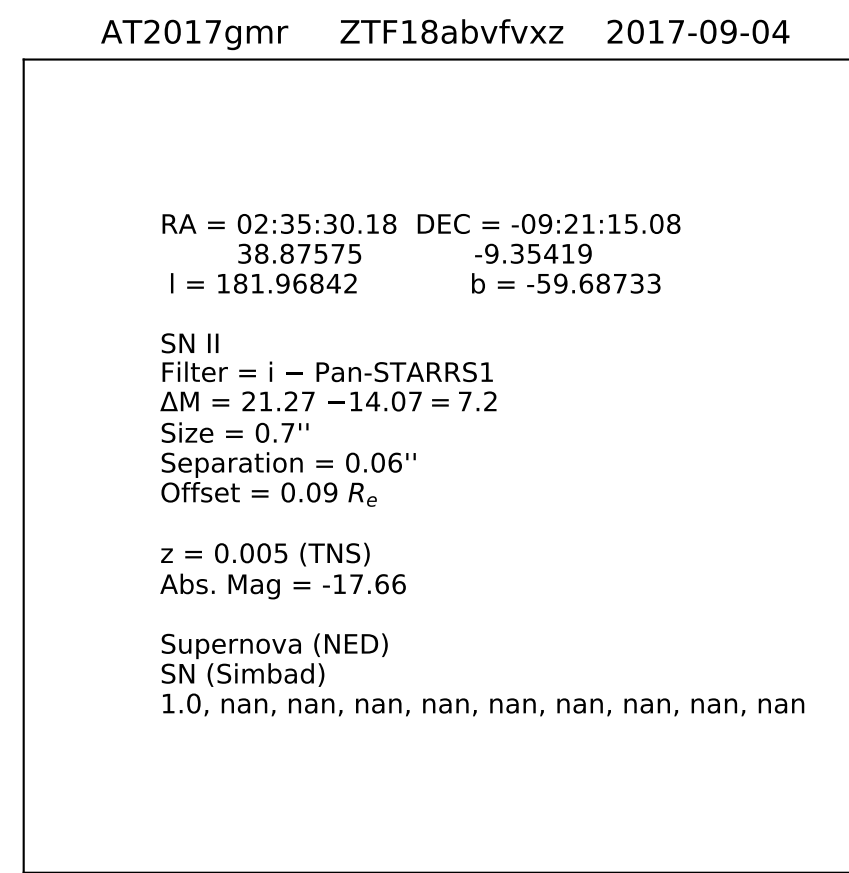 AT2017gmr ZTF18abvfvxz 2017-09-04
RA = 02:35:30.18 DEC = -09:21:15.08
38.87575 -9.35419
l = 181.96842 b = -59.68733
SN II
Filter = i − Pan-STARRS1
ΔM = 21.27 −14.07 = 7.2
Size = 0.7''
Separation = 0.06''
Offset = 0.09 Rₑ
z = 0.005 (TNS)
Abs. Mag = -17.66
Supernova (NED)
SN (Simbad)
1.0, nan, nan, nan, nan, nan, nan, nan, nan, nan